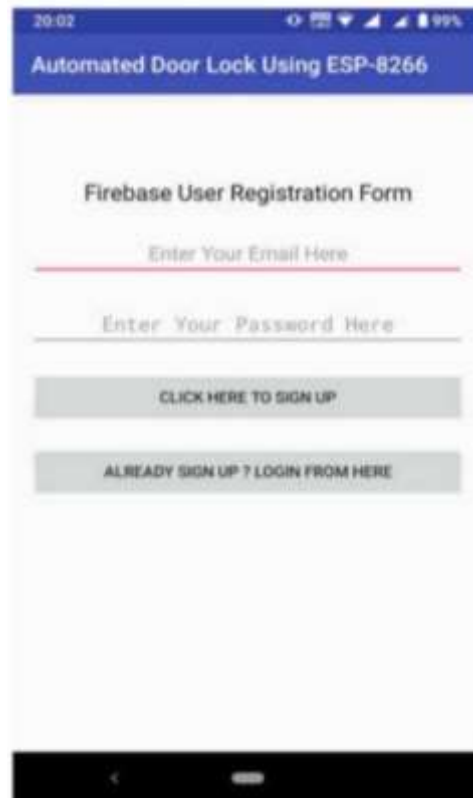 20:02
99%
Automated Door Lock Using ESP-8266
Firebase User Registration Form
Enter Your Email Here
Enter Your Password Here
CLICK HERE TO SIGN UP
ALREADY SIGN UP ? LOGIN FROM HERE